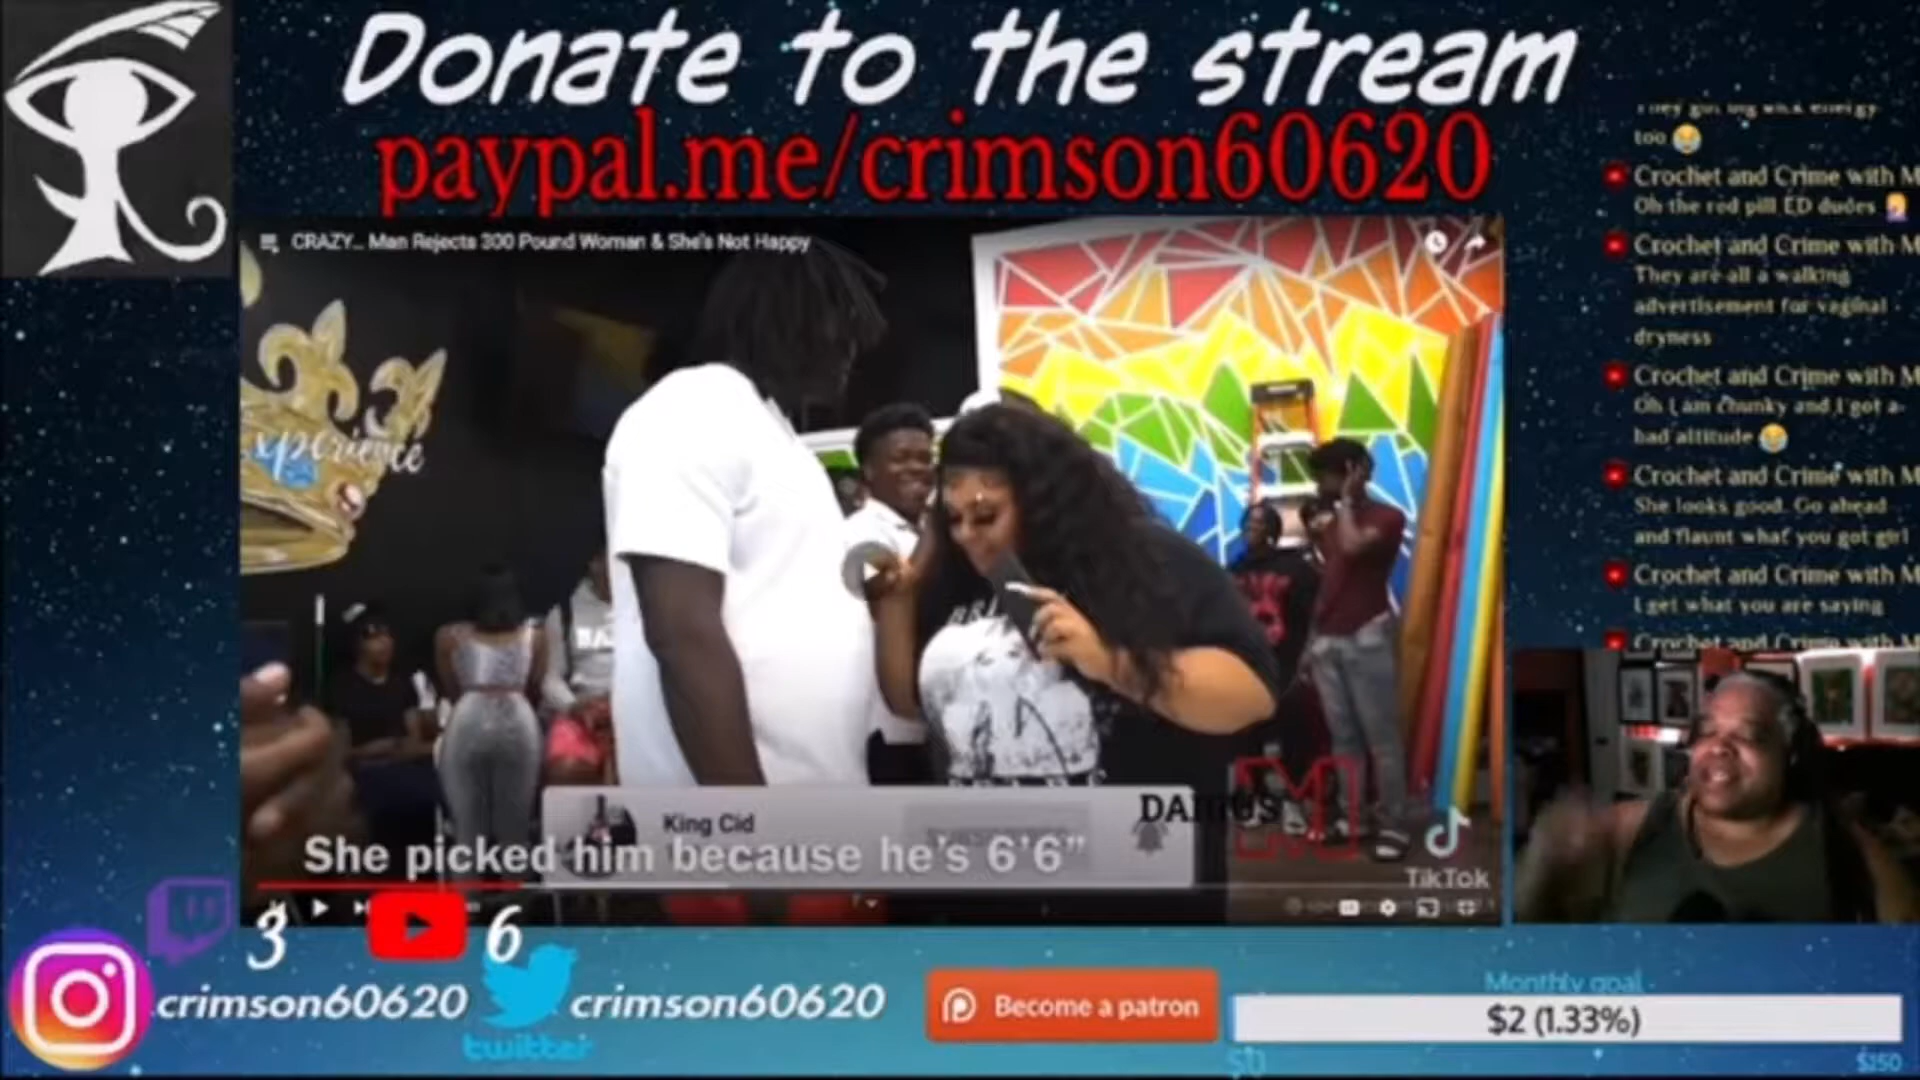 Donate to the stream
paypal.me/crimson60620
too 😂
Crochet and Crime with M
Oh the red pill ED dudes
Crochet and Crime with M
They are all a walking
advertisement for vaginal
dryness
Crochet and Crime with M
Oh I am chunky and I got a
bad attitude 😂
Crochet and Crime with M
She looks good. Go ahead
and flaunt what you got girl
Crochet and Crime with M
I get what you are saying
Crochet and Crime with M
CRAZY... Man Rejects 300 Pound Woman & She's Not Happy
xperience
King Cid
She picked him because he's 6'6"
TikTok
3
6
crimson60620
crimson60620
twitter
Become a patron
Monthly goal
$2 (1.33%)
$0
$150